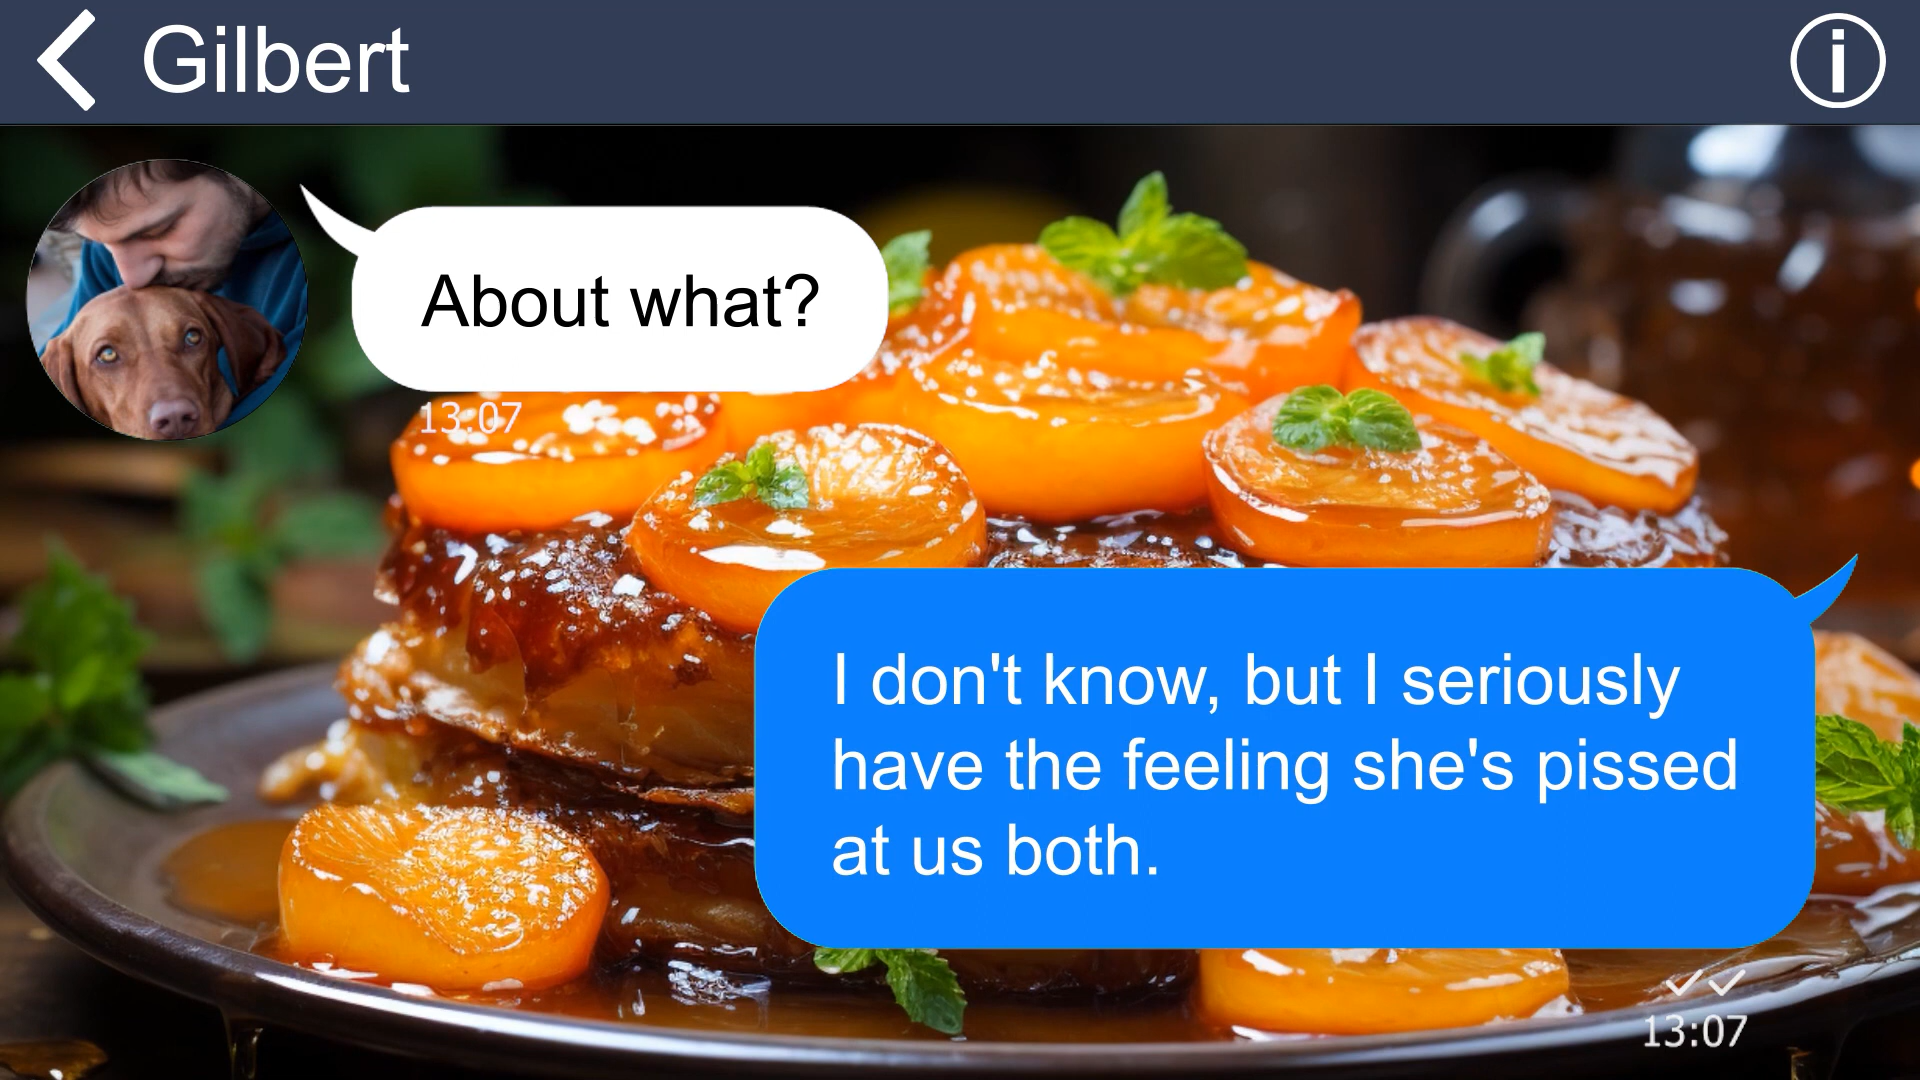 Gilbert
About what?
13:07
I don't know, but I seriously
have the feeling she's pissed
at us both.
13:07